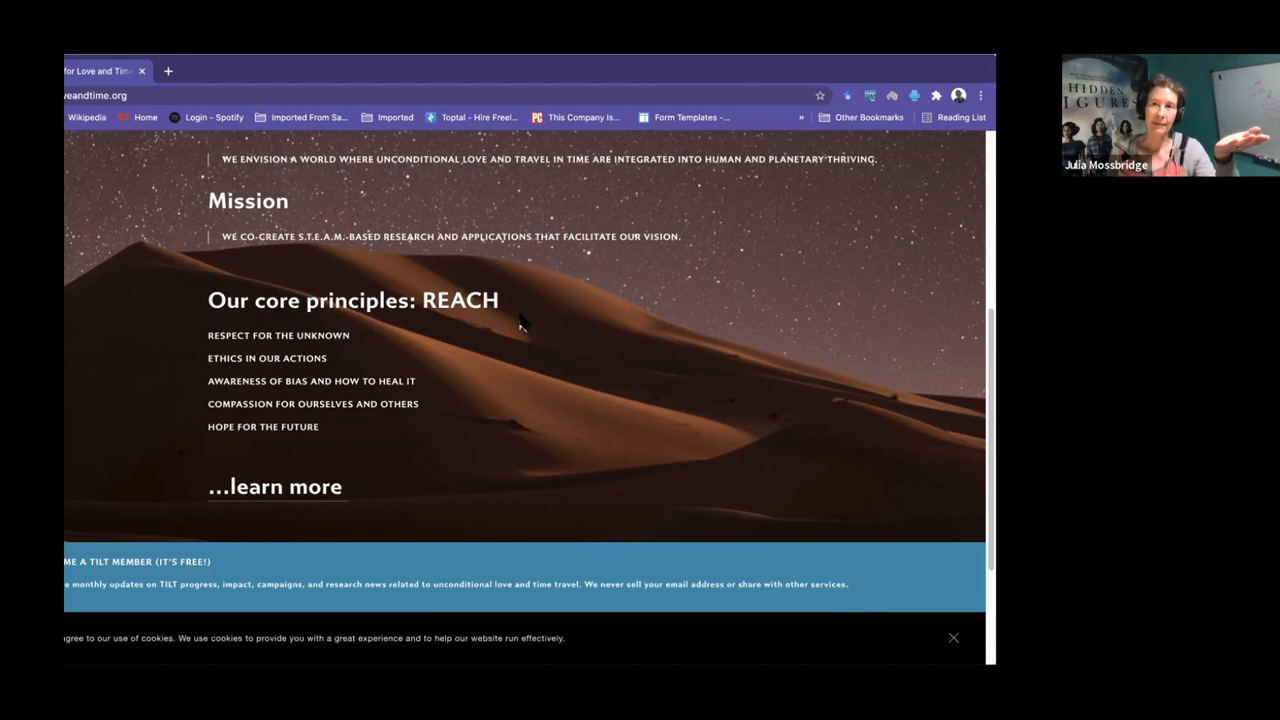 for Love and Tim
veandtime.org
Wikipedia Home Login - Spotify Imported From Sa... Imported Toptal - Hire Freel... PC This Company Is... Form Templates -... » Other Bookmarks Reading List
WE ENVISION A WORLD WHERE UNCONDITIONAL LOVE AND TRAVEL IN TIME ARE INTEGRATED INTO HUMAN AND PLANETARY THRIVING.
Mission
WE CO-CREATE S.T.E.A.M.-BASED RESEARCH AND APPLICATIONS THAT FACILITATE OUR VISION.
Our core principles: REACH
RESPECT FOR THE UNKNOWN
ETHICS IN OUR ACTIONS
AWARENESS OF BIAS AND HOW TO HEAL IT
COMPASSION FOR OURSELVES AND OTHERS
HOPE FOR THE FUTURE
...learn more
ME A TILT MEMBER (IT'S FREE!)
e monthly updates on TILT progress, impact, campaigns, and research news related to unconditional love and time travel. We never sell your email address or share with other services.
agree to our use of cookies. We use cookies to provide you with a great experience and to help our website run effectively.
HIDDEN
FIGURES
Julia Mossbridge